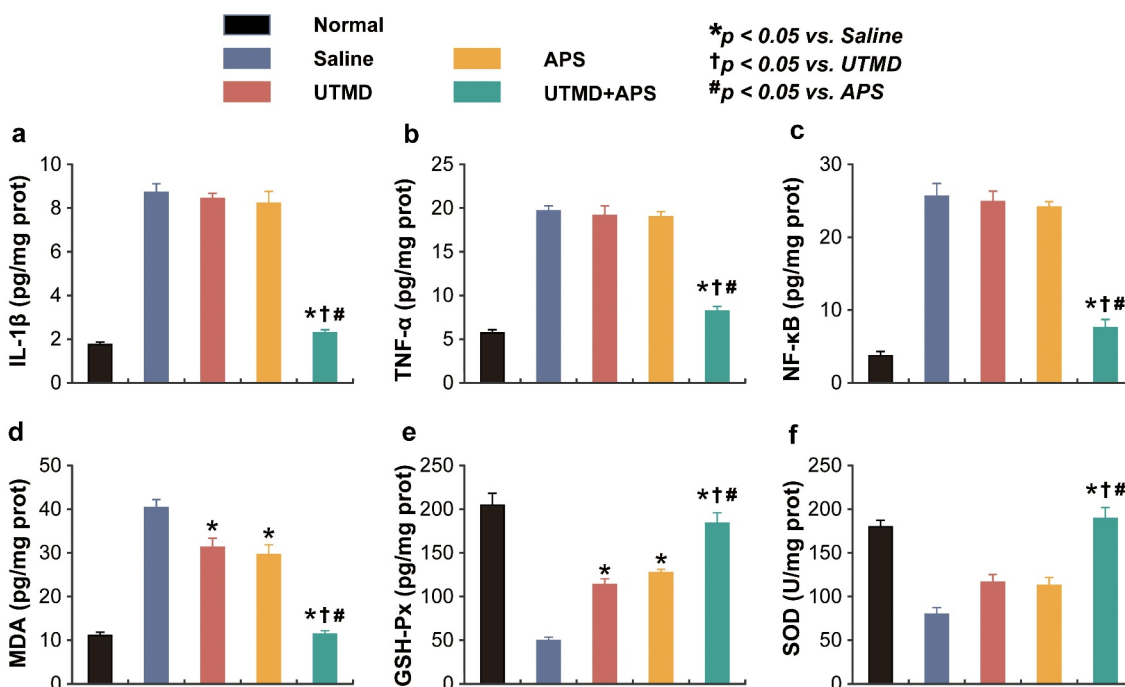 Normal
Saline
UTMD
APS
UTMD+APS
*p < 0.05 vs. Saline
†p < 0.05 vs. UTMD
#p < 0.05 vs. APS
a
IL-1β (pg/mg prot)
10
8
6
4
2
0
*†#
b
TNF-α (pg/mg prot)
25
20
15
10
5
0
*†#
c
NF-κB (pg/mg prot)
30
20
10
0
*†#
d
MDA (pg/mg prot)
50
40
30
20
10
0
*
*
*†#
e
GSH-Px (pg/mg prot)
250
200
150
100
50
0
*
*
*†#
f
SOD (U/mg prot)
250
200
150
100
50
0
*†#